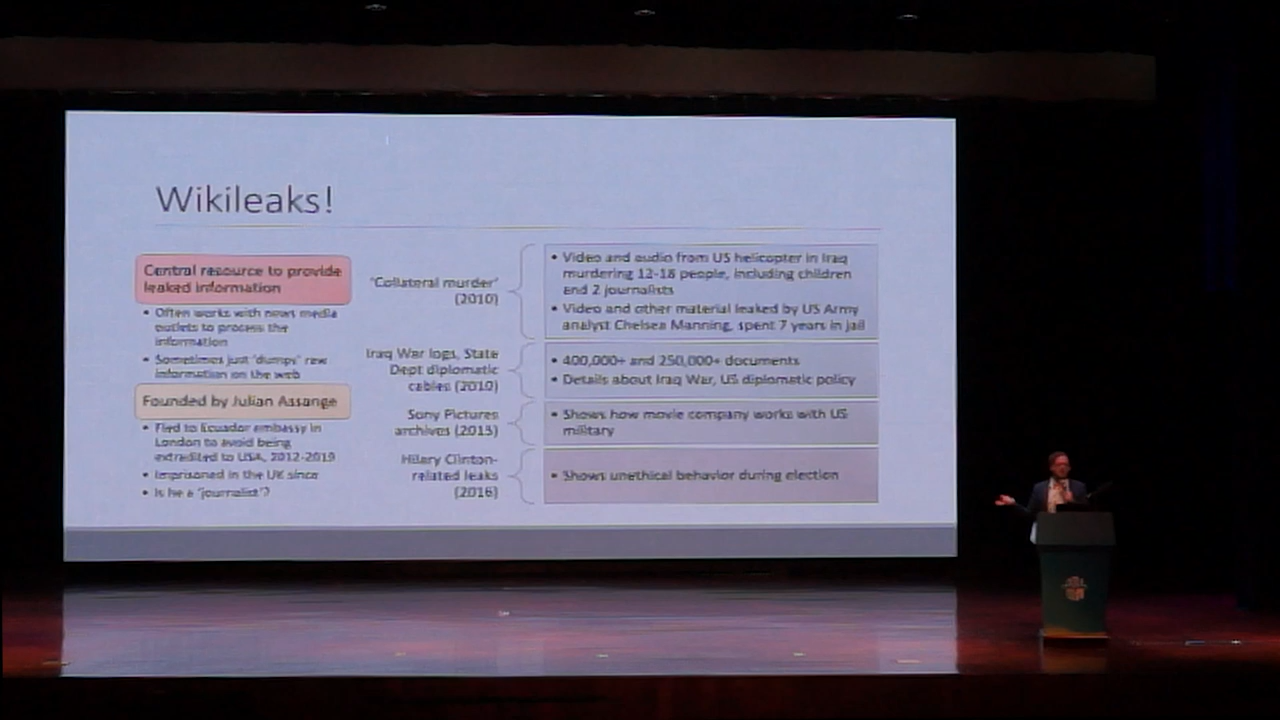 Wikileaks!
Central resource to provide
leaked information
• Often works with news media
outlets to process the
information
• Sometimes just "dumps" raw
information on the web
Founded by Julian Assange
• Fled to Ecuador embassy in
London to avoid being
extradited to USA, 2012-2019
• Imprisoned in the UK since
• Is he a "journalist"?
"Collateral murder"
(2010)
• Video and audio from US helicopter in Iraq
murdering 12-18 people, including children
and 2 journalists
• Video and other material leaked by US Army
analyst Chelsea Manning, spent 7 years in jail
Iraq War logs, State
Dept diplomatic
cables (2010)
• 400,000+ and 250,000+ documents
• Details about Iraq War, US diplomatic policy
Sony Pictures
archives (2015)
• Shows how movie company works with US
military
Hilary Clinton-
related leaks
(2016)
• Shows unethical behavior during election